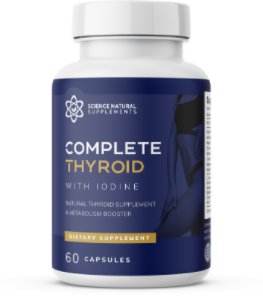 SCIENCE NATURAL
SUPPLEMENTS
COMPLETE
THYROID
WITH IODINE
NATURAL THYROID SUPPLEMENT
& METABOLISM BOOSTER
DIETARY SUPPLEMENT
60 CAPSULES